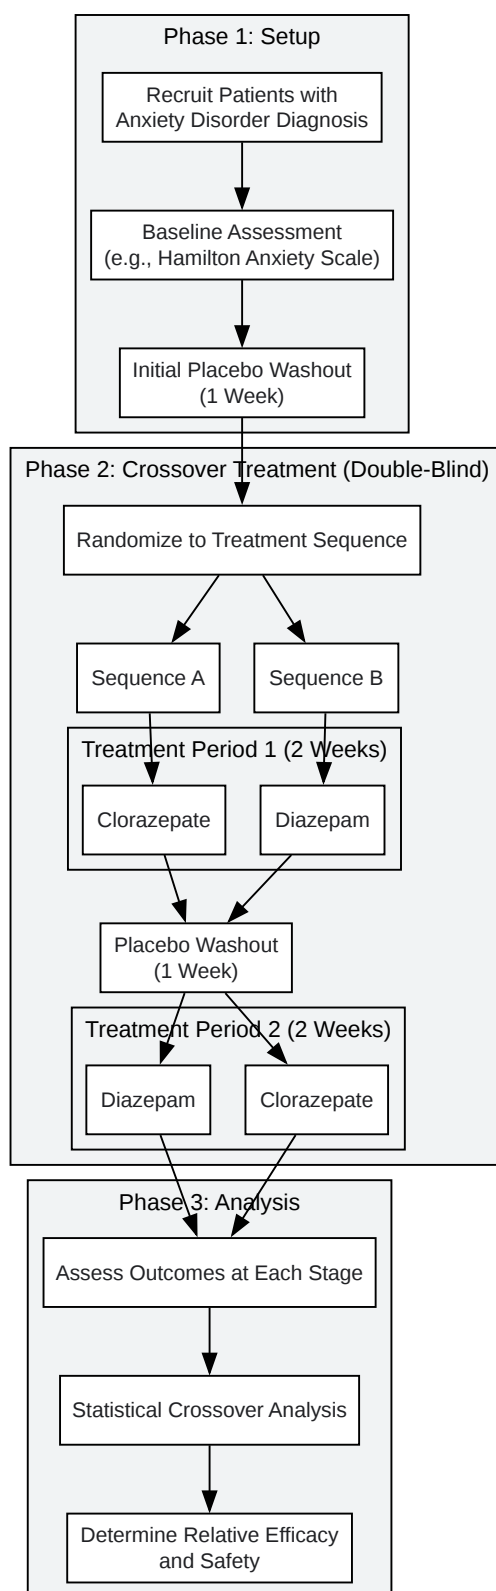 Phase 1: Setup
Recruit Patients with
Anxiety Disorder Diagnosis
Baseline Assessment
(e.g., Hamilton Anxiety Scale)
Initial Placebo Washout
(1 Week)
Phase 2: Crossover Treatment (Double-Blind)
Randomize to Treatment Sequence
Sequence A
Sequence B
Treatment Period 1 (2 Weeks)
Clorazepate
Diazepam
Placebo Washout
(1 Week)
Treatment Period 2 (2 Weeks)
Diazepam
Clorazepate
Phase 3: Analysis
Assess Outcomes at Each Stage
Statistical Crossover Analysis
Determine Relative Efficacy
and Safety